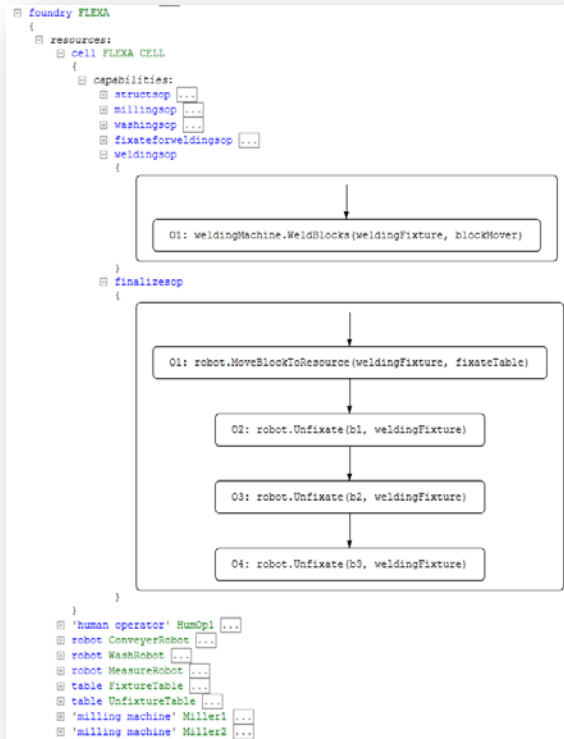 foundry FLEXA
{
resources:
cell FLEXA CELL
{
capabilities:
structsop ...
millingsop ...
washingsop ...
fixateforweldingsop ...
weldingsop
{
O1: weldingMachine.WeldBlocks(weldingFixture, blockMover)
}
finalizesop
{
O1: robot.MoveBlockToResource(weldingFixture, fixateTable)
O2: robot.Unfixate(b1, weldingFixture)
O3: robot.Unfixate(b2, weldingFixture)
O4: robot.Unfixate(b3, weldingFixture)
}
}
'human operator' HumOp1 ...
robot ConveyerRobot ...
robot WashRobot ...
robot MeasureRobot ...
table FixtureTable ...
table UnfixtureTable ...
'milling machine' Miller1 ...
'milling machine' Miller2 ...